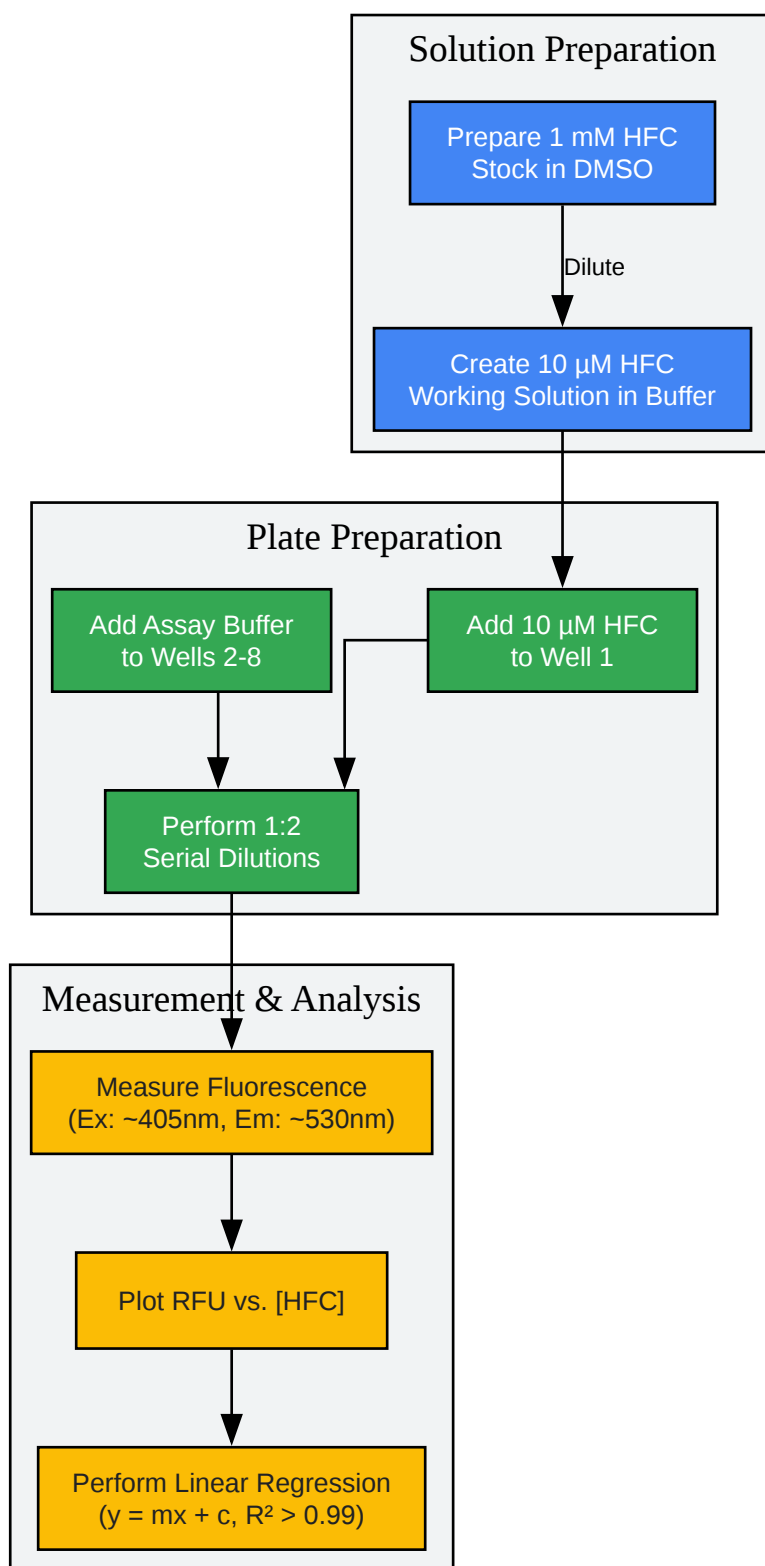 Solution Preparation
Prepare 1 mM HFC
Stock in DMSO
Dilute
Create 10 µM HFC
Working Solution in Buffer
Plate Preparation
Add Assay Buffer
to Wells 2-8
Add 10 µM HFC
to Well 1
Perform 1:2
Serial Dilutions
Measurement & Analysis
Measure Fluorescence
(Ex: ~405nm, Em: ~530nm)
Plot RFU vs. [HFC]
Perform Linear Regression
(y = mx + c, R² > 0.99)